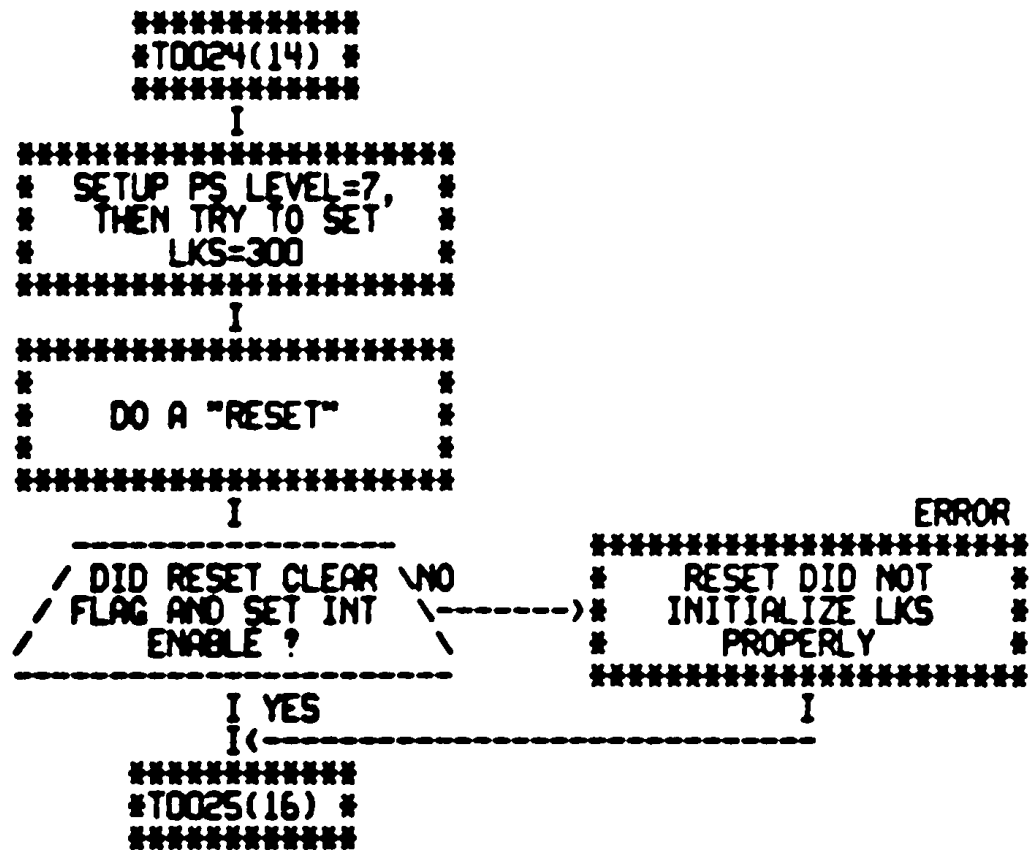 ************
*T0024(14) *
************
I
***********************
* SETUP PS LEVEL=7, *
* THEN TRY TO SET *
* LKS=300 *
***********************
I
***********************
* *
* DO A "RESET" *
* *
***********************
I
ERROR
-----------------
***********************
/ DID RESET CLEAR \NO
* RESET DID NOT *
/ FLAG AND SET INT \------->
* INITIALIZE LKS *
/ ENABLE ? \
* PROPERLY *
-----------------------
***********************
I YES
I
I<-----------------------------
************
*T0025(16) *
************